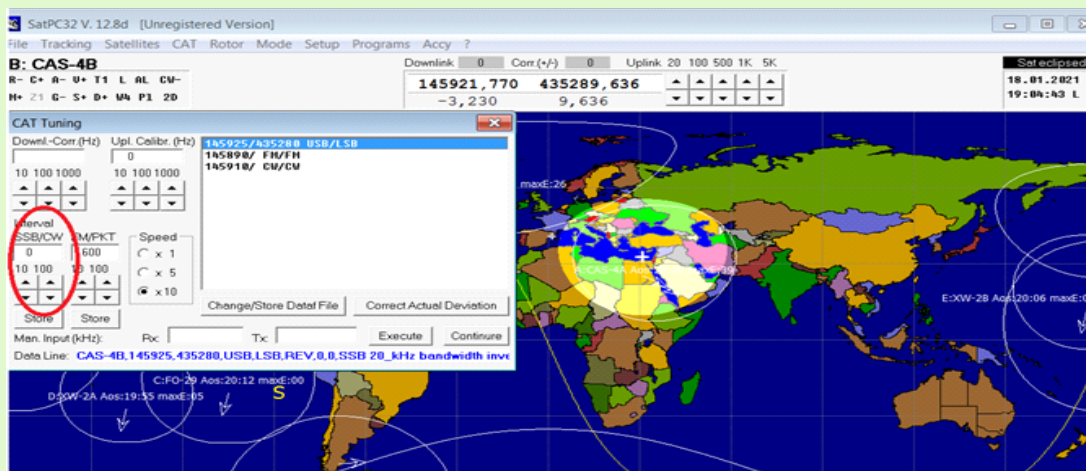 SatPC32 V. 12.8d [Unregistered Version]
File Tracking Satellites CAT Rotor Mode Setup Programs Accy ?
B: CAS-4B
R- C+ A- V+ T1 L AL CW-
M+ Z1 G- S+ D+ W4 P1 2D
Downlink 0 Corr.(+/-) 0 Uplink 20 100 500 1K 5K
145921,770 435289,636
-3,230 9,636
Sat eclipsed
18.01.2021
19:04:43 L
CAT Tuning
Downl.-Corr.(Hz) Upl. Calibr. (Hz)
0
10 100 1000 10 100 1000
145925/435280 USB/LSB
145890/ FM/FM
145910/ CW/CW
Interval
SSB/CW FM/PKT Speed
0 600 x 1
10 100 10 100 x 5
x 10
Store Store
Change/Store Datat File Correct Actual Deviation
Man. Input (kHz): Rx: Tx: Execute Continure
Data Line: CAS-4B,145925,435280,USB,LSB,REV,0,0,SSB 20_kHz bandwidth inve
maxE:26
A:CAS-4A Aos: maxE:39
E:XW-2B Aos:20:06 maxE:0
C:FO-29 Aos:20:12 maxE:00
D:XW-2A Aos:19:55 maxE:05
S